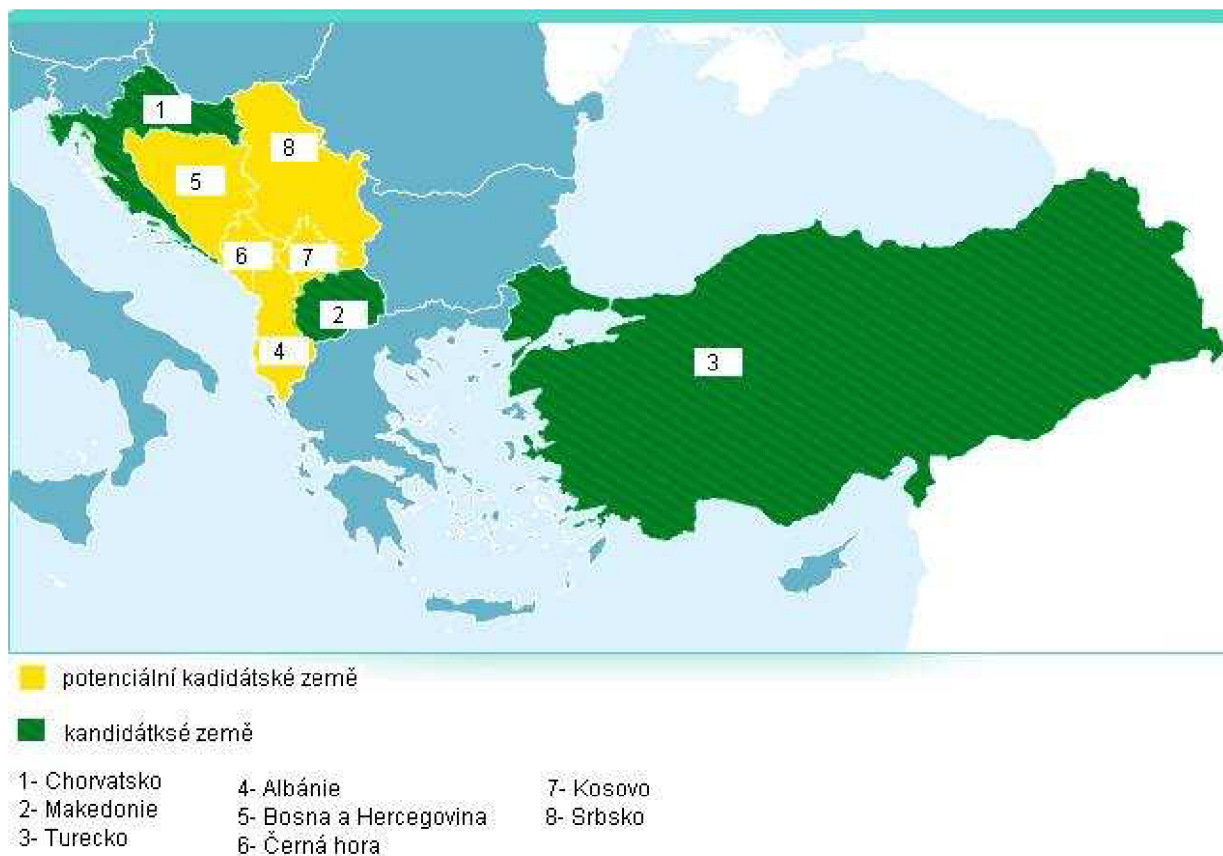 1
8
5
6
7
2
4
3
potenciální kadidátské země
kandidátksé země
1- Chorvatsko
2- Makedonie
3- Turecko
4- Albánie
5- Bosna a Hercegovina
6- Černá hora
7- Kosovo
8- Srbsko